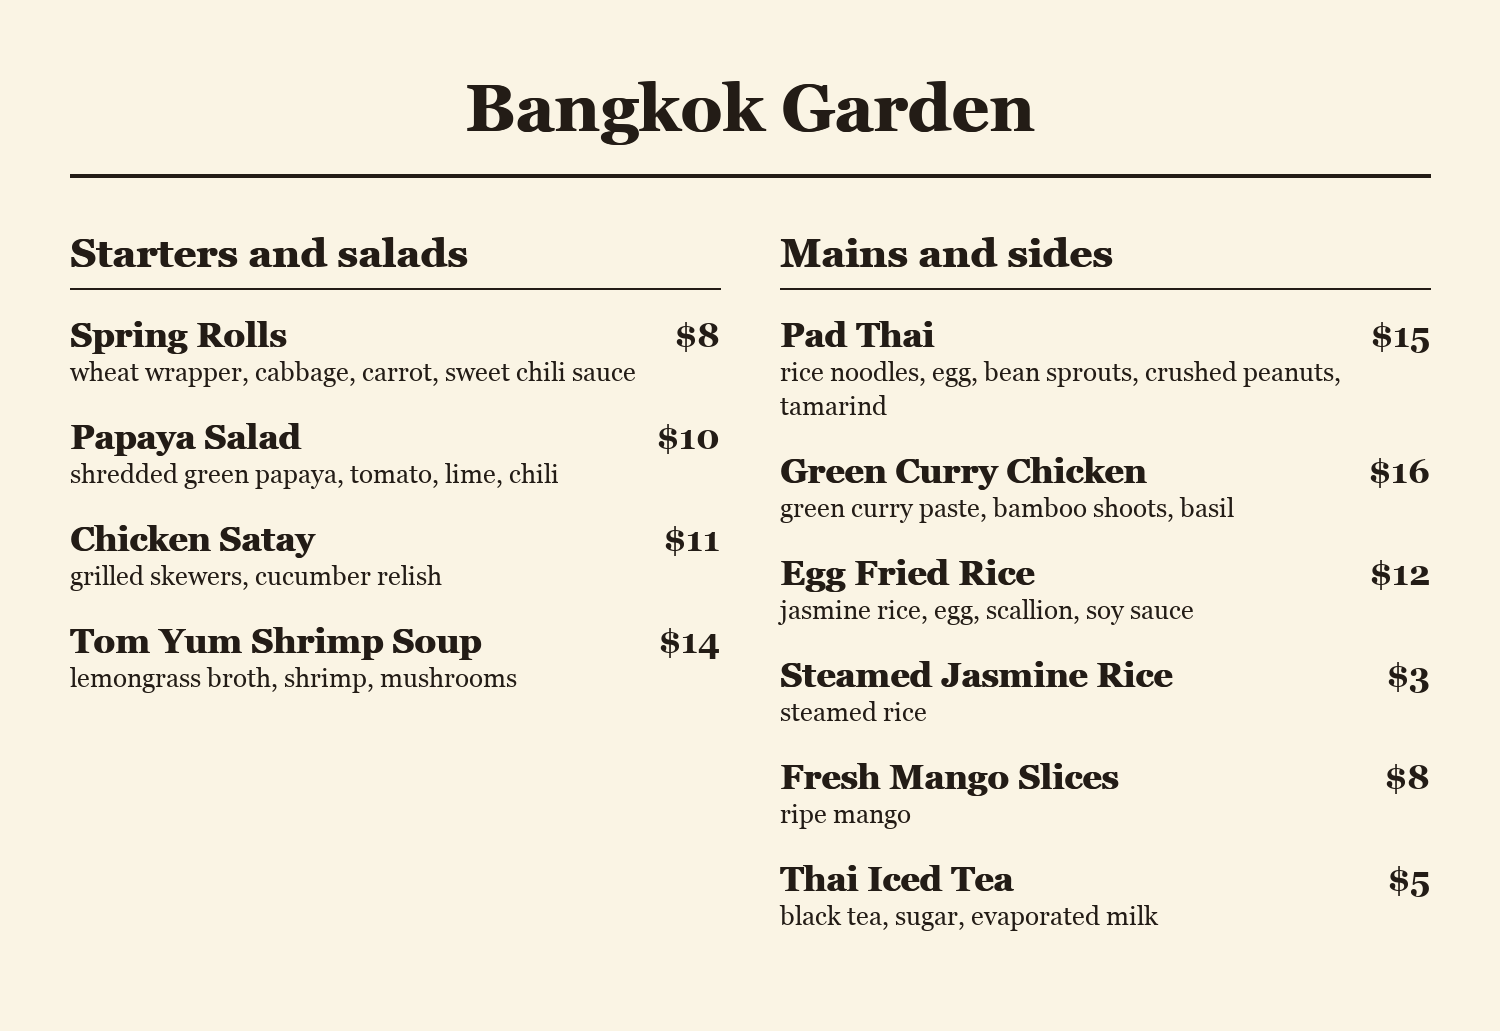 Bangkok Garden
Starters and salads
Spring Rolls $8
wheat wrapper, cabbage, carrot, sweet chili sauce
Papaya Salad $10
shredded green papaya, tomato, lime, chili
Chicken Satay $11
grilled skewers, cucumber relish
Tom Yum Shrimp Soup $14
lemongrass broth, shrimp, mushrooms
Mains and sides
Pad Thai $15
rice noodles, egg, bean sprouts, crushed peanuts,
tamarind
Green Curry Chicken $16
green curry paste, bamboo shoots, basil
Egg Fried Rice $12
jasmine rice, egg, scallion, soy sauce
Steamed Jasmine Rice $3
steamed rice
Fresh Mango Slices $8
ripe mango
Thai Iced Tea $5
black tea, sugar, evaporated milk